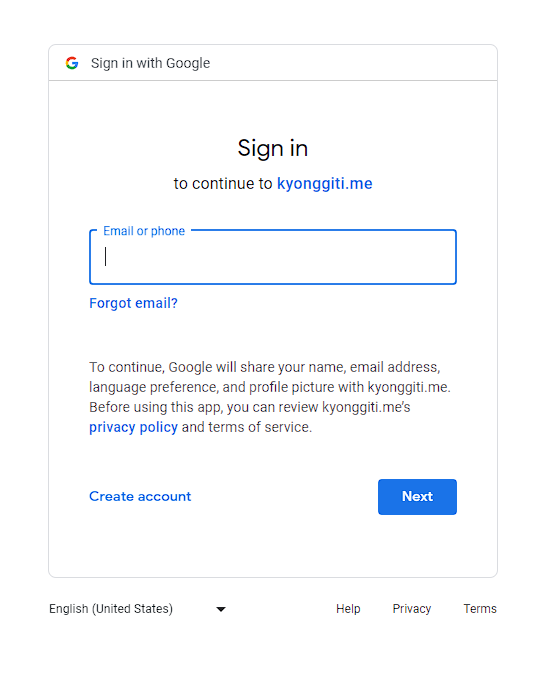 Sign in with Google
Sign in
to continue to kyonggiti.me
Email or phone
Forgot email?
To continue, Google will share your name, email address,
language preference, and profile picture with kyonggiti.me.
Before using this app, you can review kyonggiti.me's
privacy policy and terms of service.
Create account
Next
English (United States)
Help
Privacy
Terms